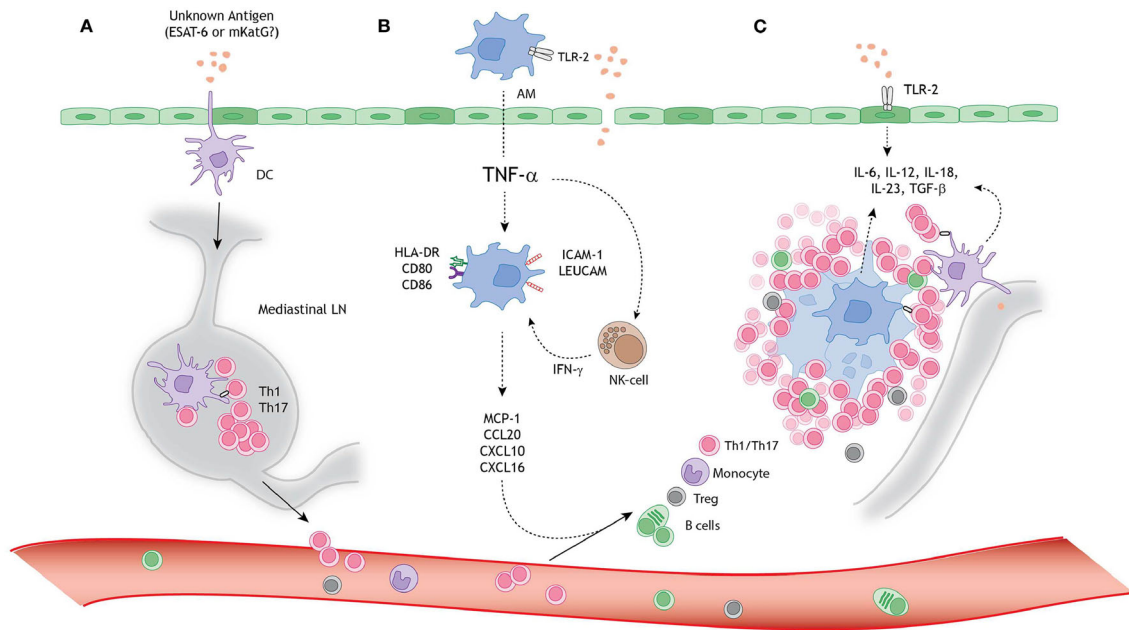 A
Unknown Antigen
(ESAT-6 or mKatG?)
DC
Mediastinal LN
Th1
Th17
B
TLR-2
AM
TNF-α
HLA-DR
CD80
CD86
ICAM-1
LEUCAM
IFN-γ
NK-cell
MCP-1
CCL20
CXCL10
CXCL16
Th1/Th17
Monocyte
Treg
B cells
C
TLR-2
IL-6, IL-12, IL-18,
IL-23, TGF-β